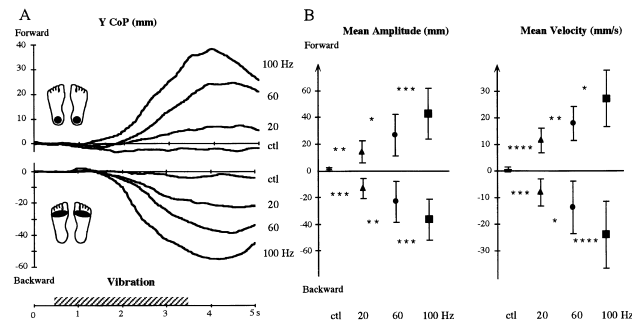 A
Y CoP (mm)
Forward
40
30
20
10
0
100 Hz
60
20
ctl
0
-10
-20
-30
-40
-50
-60
ctl
20
60
100 Hz
Backward
Vibration
0 1 2 3 4 5 s
B
Mean Amplitude (mm)
Forward
60
40
20
0
-20
-40
-60
** * ***
*** ** ***
Backward
ctl 20 60 100 Hz
Mean Velocity (mm/s)
30
20
10
0
-10
-20
-30
**** ** *
*** * ****
ctl 20 60 100 Hz